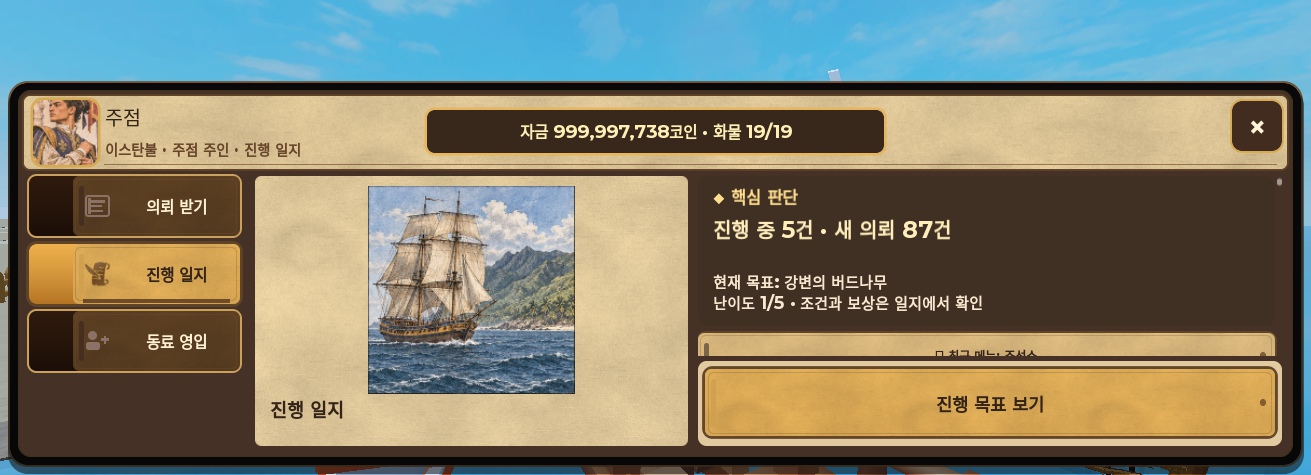 주점
이스탄불 • 주점 주인 • 진행 일지
자금 999,997,738코인 • 화물 19/19
×
의뢰 받기
진행 일지
동료 영입
진행 일지
◆ 핵심 판단
진행 중 5건 • 새 의뢰 87건
현재 목표: 강변의 버드나무
난이도 1/5 • 조건과 보상은 일지에서 확인
진행 목표 보기